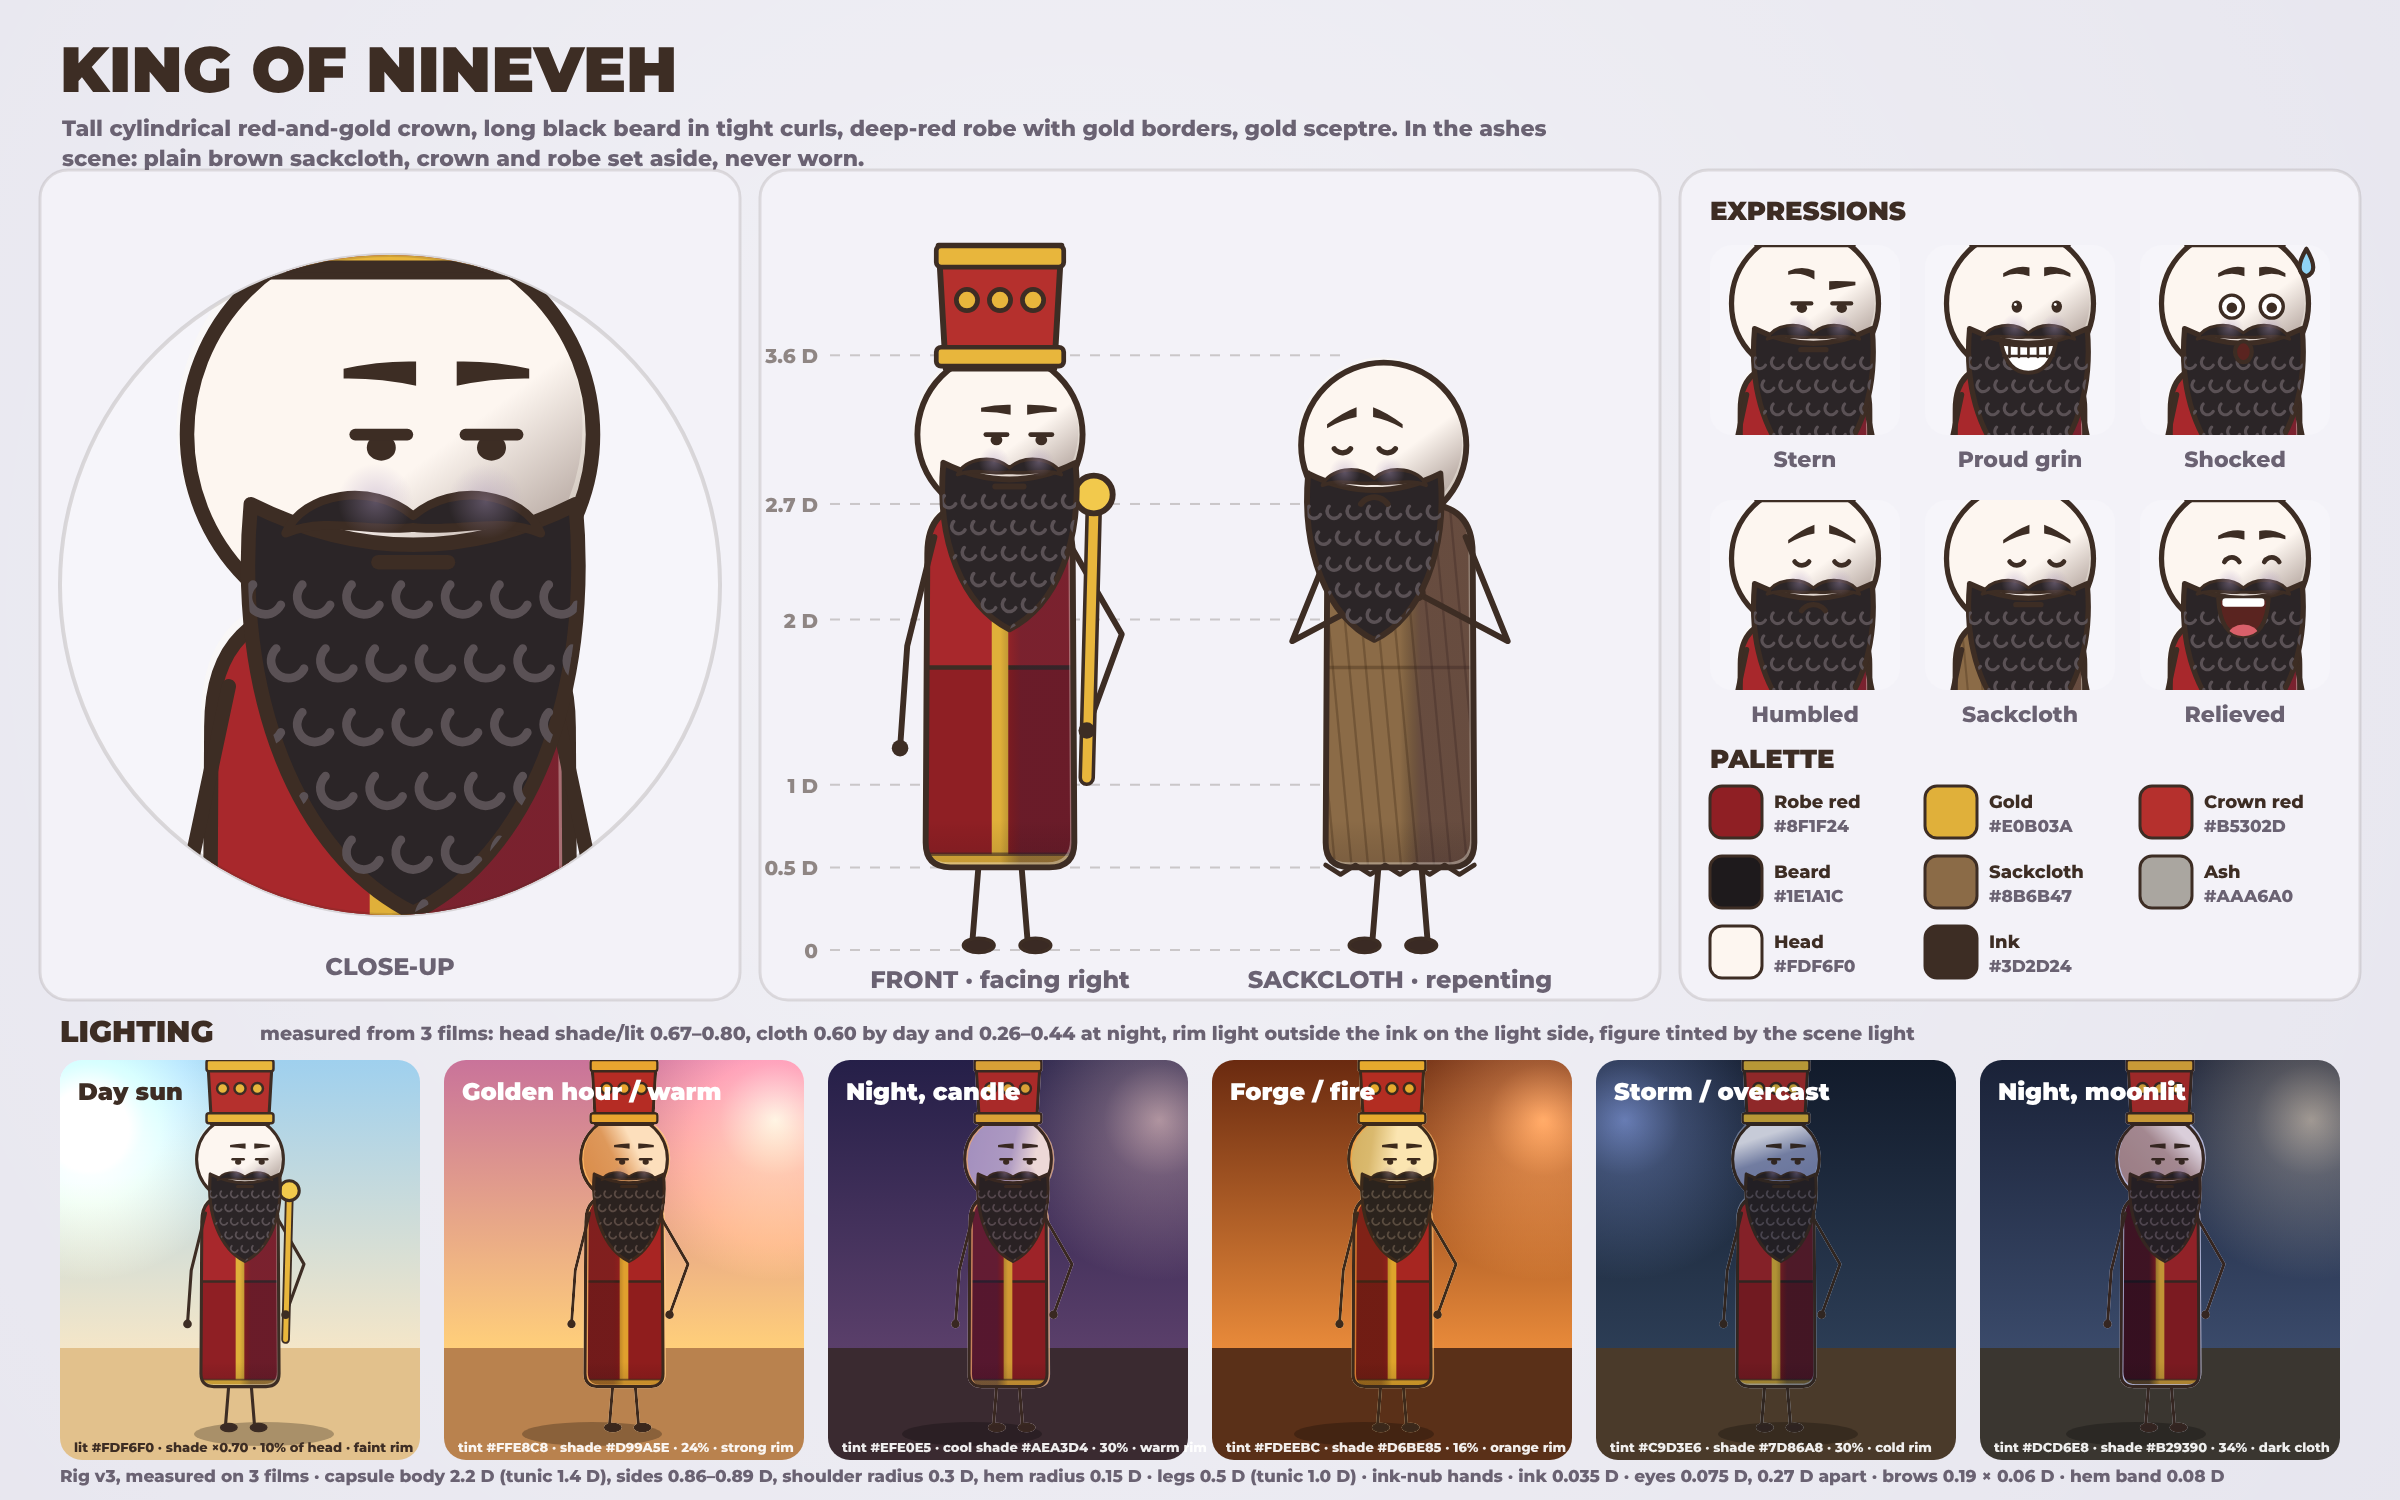 KING OF NINEVEH
Tall cylindrical red-and-gold crown, long black beard in tight curls, deep-red robe with gold borders, gold sceptre. In the ashes
scene: plain brown sackcloth, crown and robe set aside, never worn.
CLOSE-UP
3.6 D
2.7 D
2 D
1 D
0.5 D
0
FRONT · facing right
SACKCLOTH · repenting
EXPRESSIONS
Stern
Proud grin
Shocked
Humbled
Sackcloth
Relieved
PALETTE
Robe red
#8F1F24
Gold
#E0B03A
Crown red
#B5302D
Beard
#1E1A1C
Sackcloth
#8B6B47
Ash
#AAA6A0
Head
#FDF6F0
Ink
#3D2D24
LIGHTING
measured from 3 films: head shade/lit 0.67–0.80, cloth 0.60 by day and 0.26–0.44 at night, rim light outside the ink on the light side, figure tinted by the scene light
Day sun
lit #FDF6F0 · shade ×0.70 · 10% of head · faint rim
Golden hour / warm
tint #FFE8C8 · shade #D99A5E · 24% · strong rim
Night, candle
tint #EFE0E5 · cool shade #AEA3D4 · 30% · warm rim
Forge / fire
tint #FDEEBC · shade #D6BE85 · 16% · orange rim
Storm / overcast
tint #C9D3E6 · shade #7D86A8 · 30% · cold rim
Night, moonlit
tint #DCD6E8 · shade #B29390 · 34% · dark cloth
Rig v3, measured on 3 films · capsule body 2.2 D (tunic 1.4 D), sides 0.86–0.89 D, shoulder radius 0.3 D, hem radius 0.15 D · legs 0.5 D (tunic 1.0 D) · ink-nub hands · ink 0.035 D · eyes 0.075 D, 0.27 D apart · brows 0.19 × 0.06 D · hem band 0.08 D